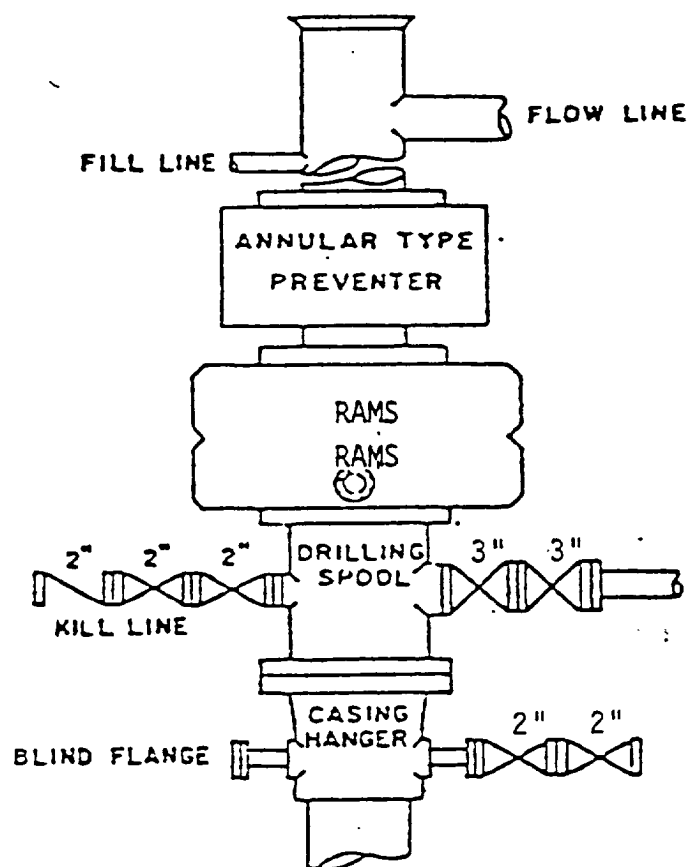 FLOW LINE
FILL LINE
ANNULAR TYPE
PREVENTER
RAMS
RAMS
2" 2" 2"
DRILLING
SPOOL
3" 3"
KILL LINE
CASING
HANGER
2" 2"
BLIND FLANGE